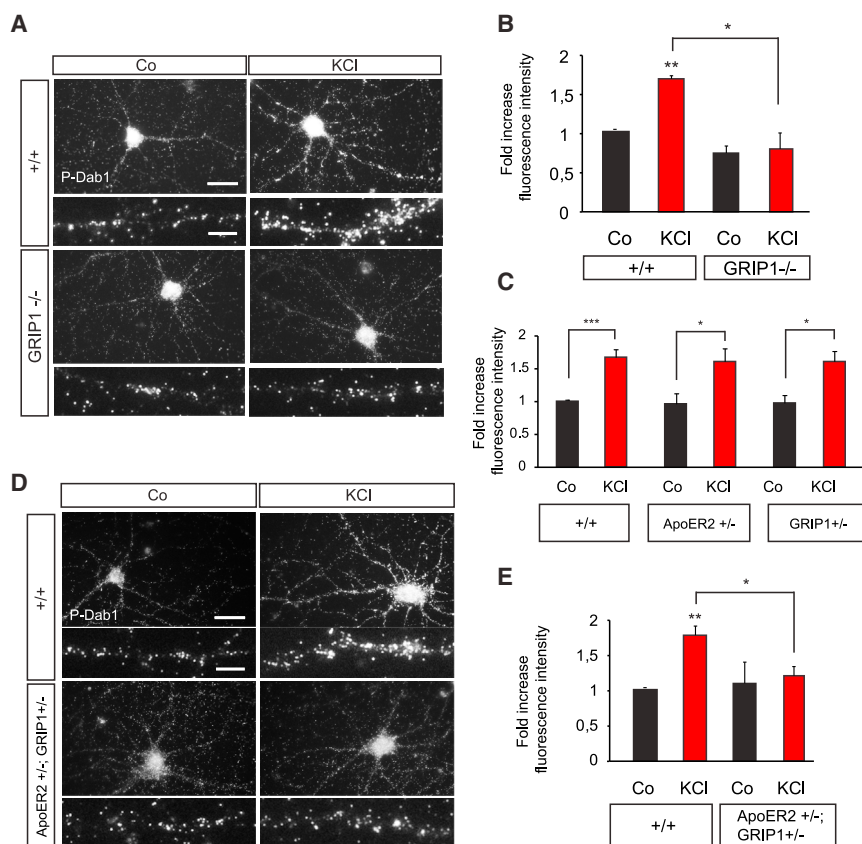 A
Co
KCl
+/+
P-Dab1
GRIP1 -/-
B
Fold increase
fluorescence intensity
2
1,5
1
0,5
0
**
*
Co
KCl
Co
KCl
+/+
GRIP1-/-
C
Fold increase
fluorescence intensity
2
1.5
1
0.5
0
***
*
*
Co
KCl
Co
KCl
Co
KCl
+/+
ApoER2 +/-
GRIP1+/-
D
Co
KCl
+/+
P-Dab1
ApoER2 +/-; GRIP1+/-
E
Fold increase
fluorescence intensity
2
1,5
1
0,5
0
**
*
Co
KCl
Co
KCl
+/+
ApoER2 +/-;
GRIP1+/-